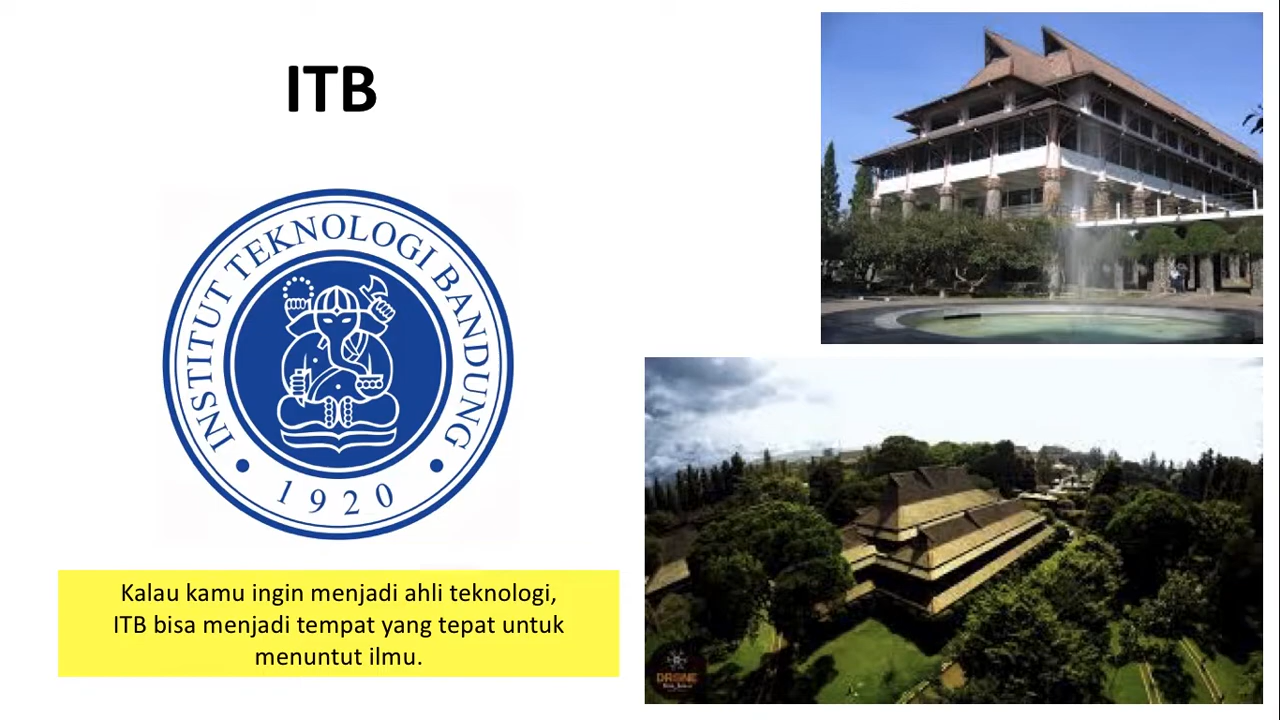 ITB
INSTITUT TEKNOLOGI BANDUNG
1920
Kalau kamu ingin menjadi ahli teknologi,
ITB bisa menjadi tempat yang tepat untuk
menuntut ilmu.
DRONE